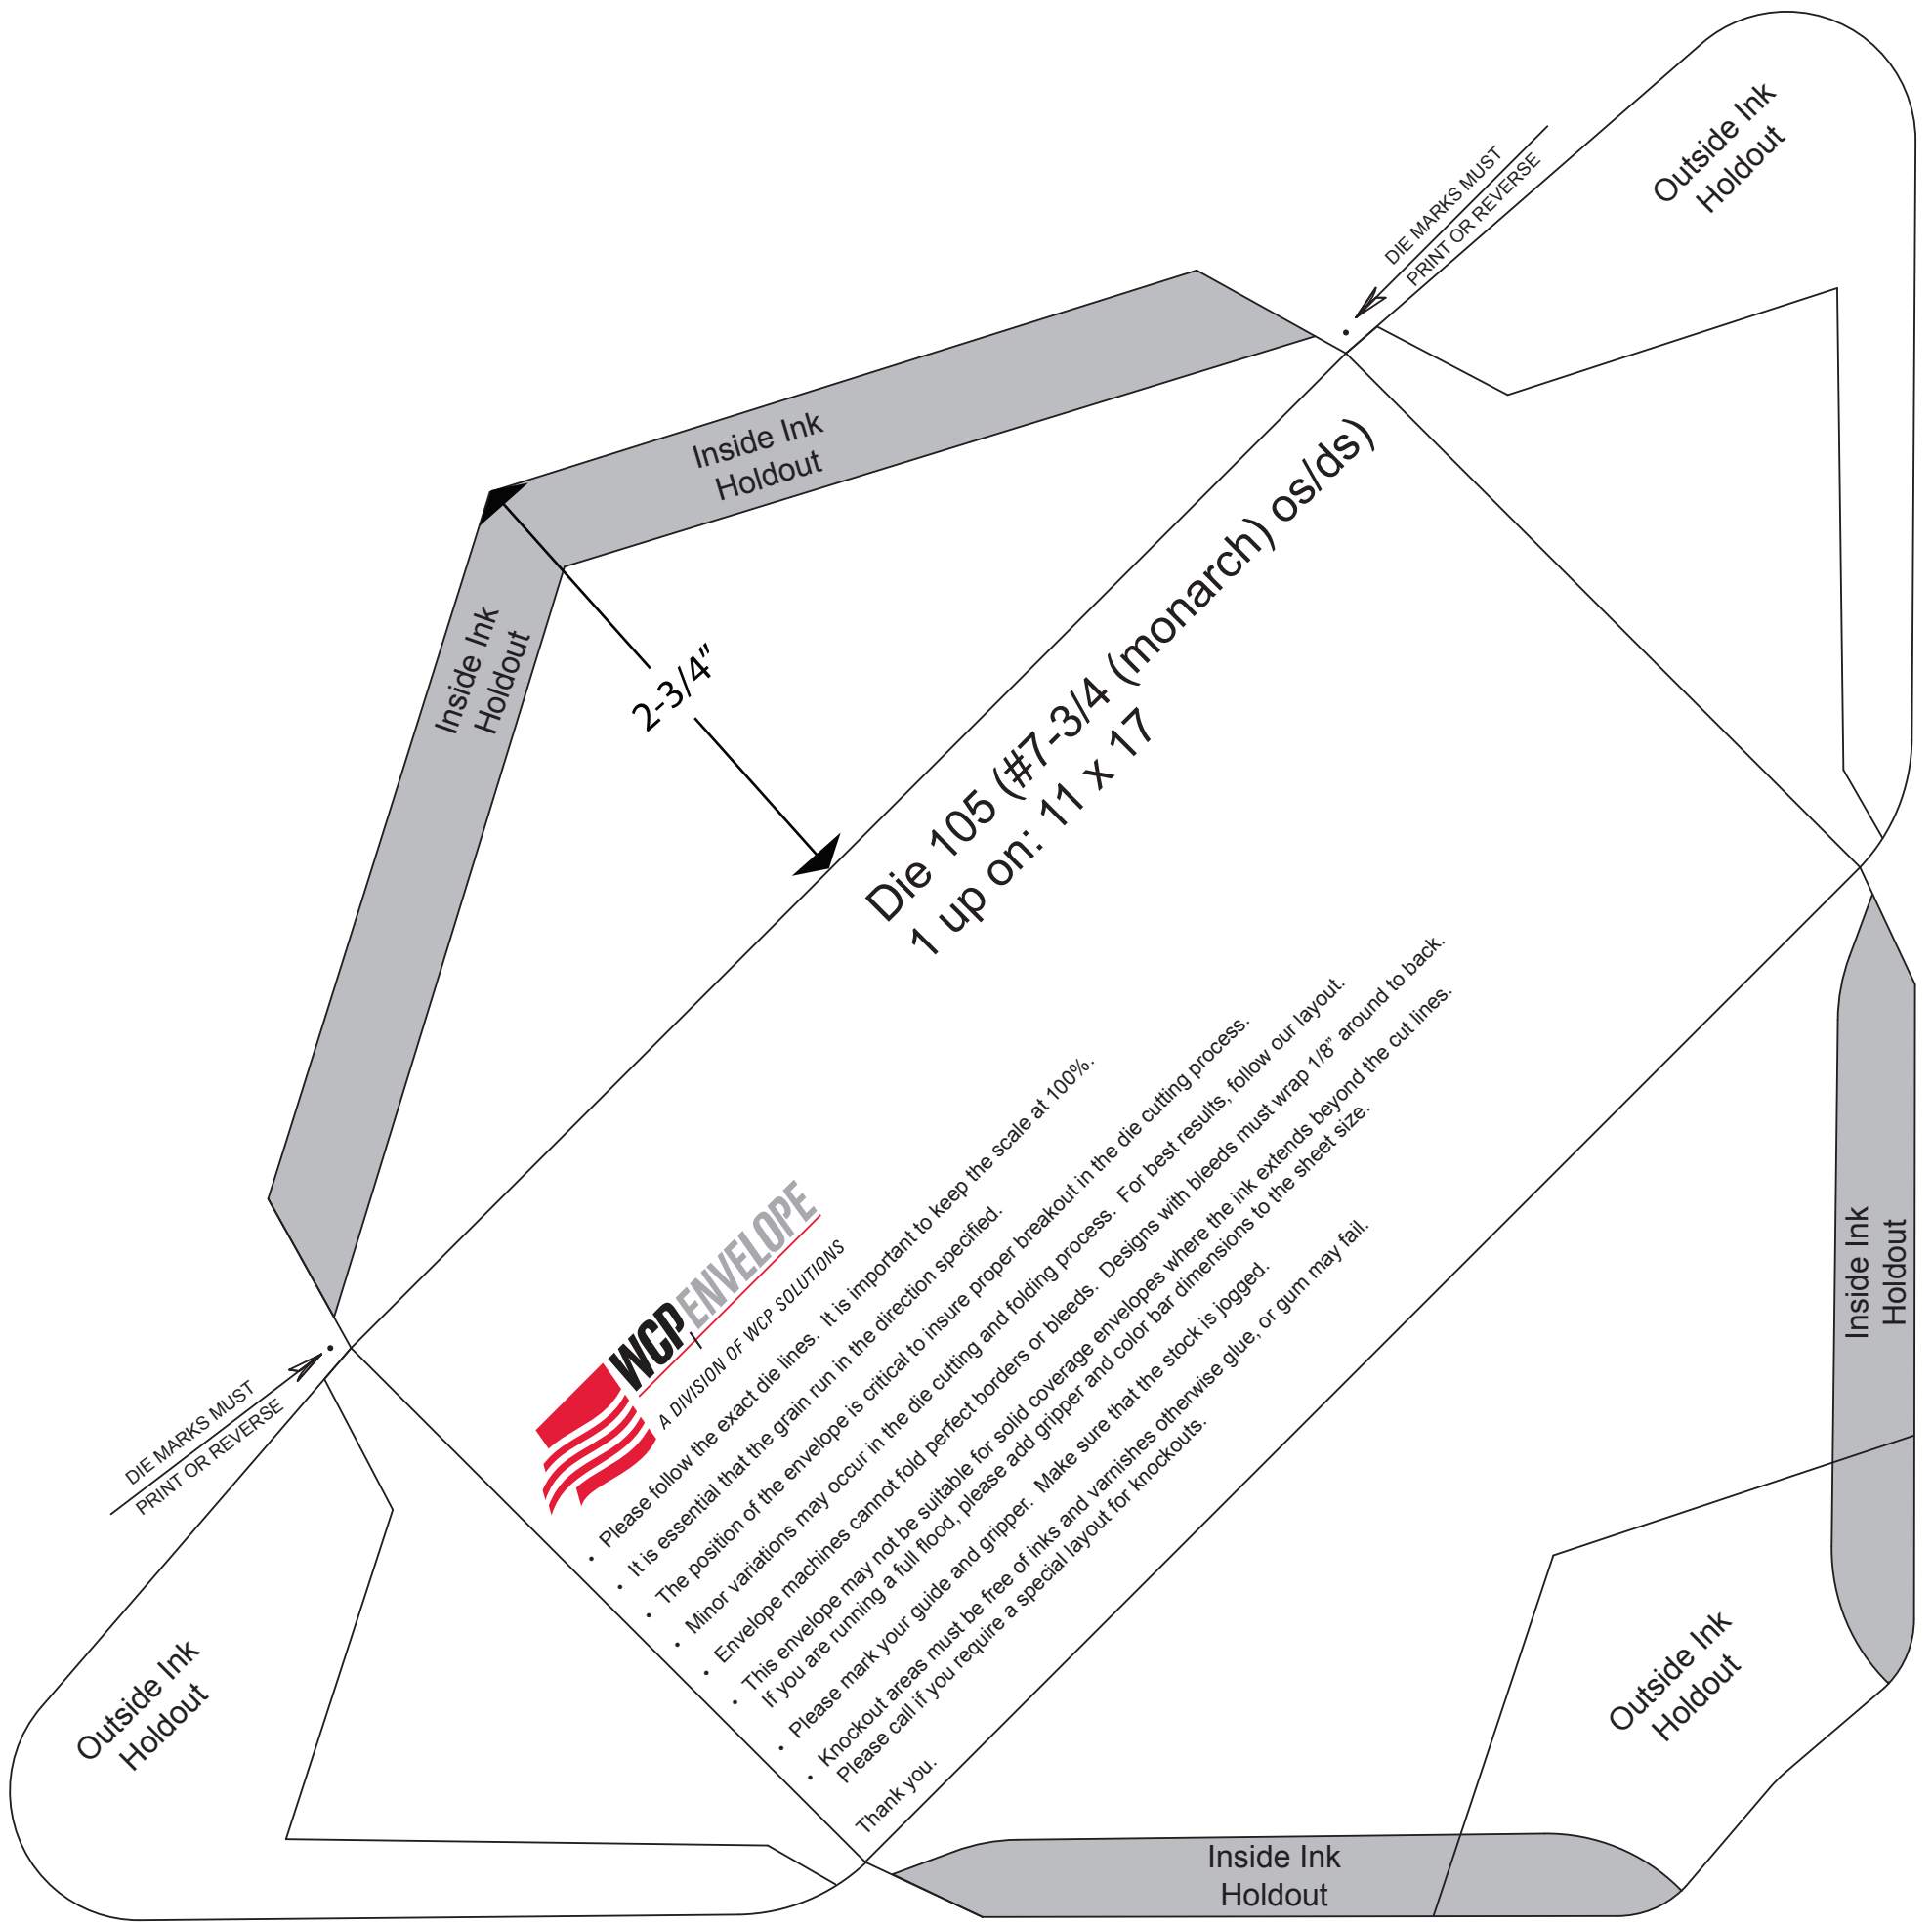 Outside Ink
Holdout
DIE MARKS MUST
PRINT OR REVERSE
Inside Ink
Holdout
Inside Ink
Holdout
2-3/4"
Die 105 (#7-3/4 (monarch) os/ds)
1 up on: 11 x 17
WCP ENVELOPE
A DIVISION OF WCP SOLUTIONS
• Please follow the exact die lines. It is important to keep the scale at 100%.
• It is essential that the grain run in the direction specified.
• The position of the envelope is critical to insure proper breakout in the die cutting process.
• Minor variations may occur in the die cutting and folding process. For best results, follow our layout.
• Envelope machines cannot fold perfect borders or bleeds. Designs with bleeds must wrap 1/8” around to back.
• This envelope may not be suitable for solid coverage envelopes where the ink extends beyond the cut lines.
If you are running a full flood, please add gripper and color bar dimensions to the sheet size.
• Please mark your guide and gripper. Make sure that the stock is jogged.
• Knockout areas must be free of inks and varnishes otherwise glue, or gum may fail.
Please call if you require a special layout for knockouts.
Thank you.
DIE MARKS MUST
PRINT OR REVERSE
Outside Ink
Holdout
Inside Ink
Holdout
Outside Ink
Holdout
Inside Ink
Holdout